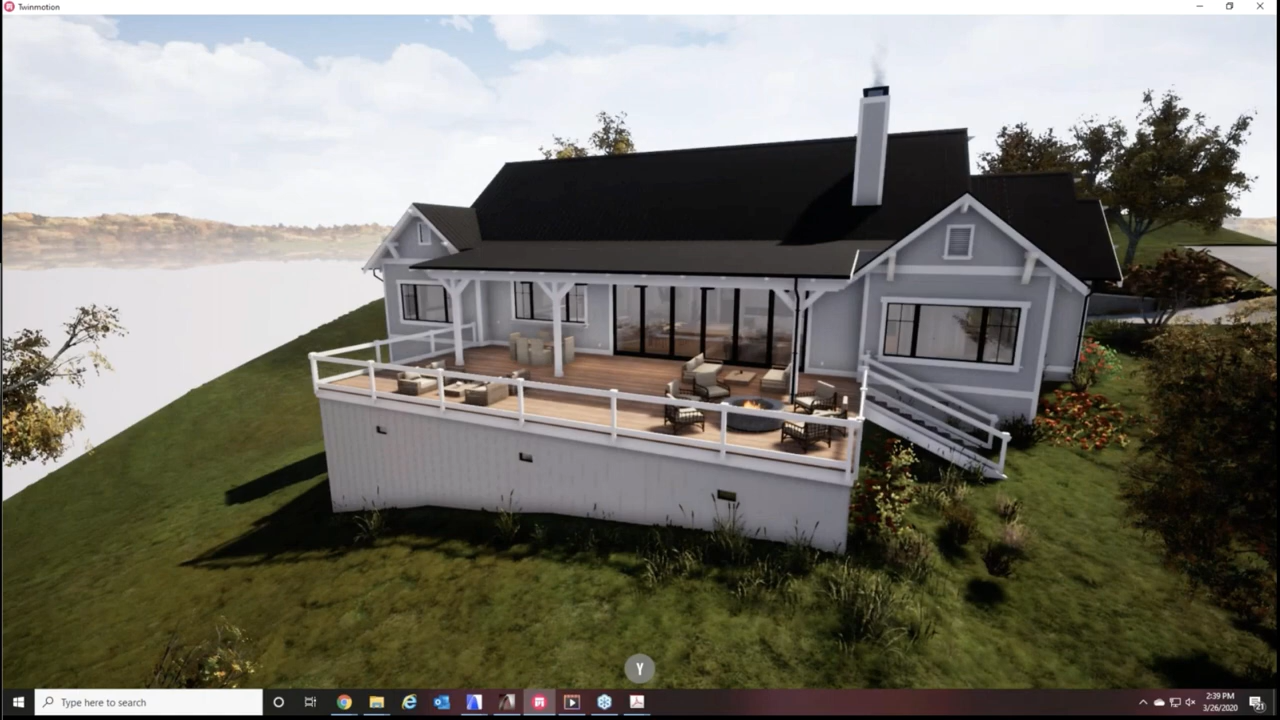 Twinmotion
Y
Type here to search
2:39 PM
3/26/2020
21